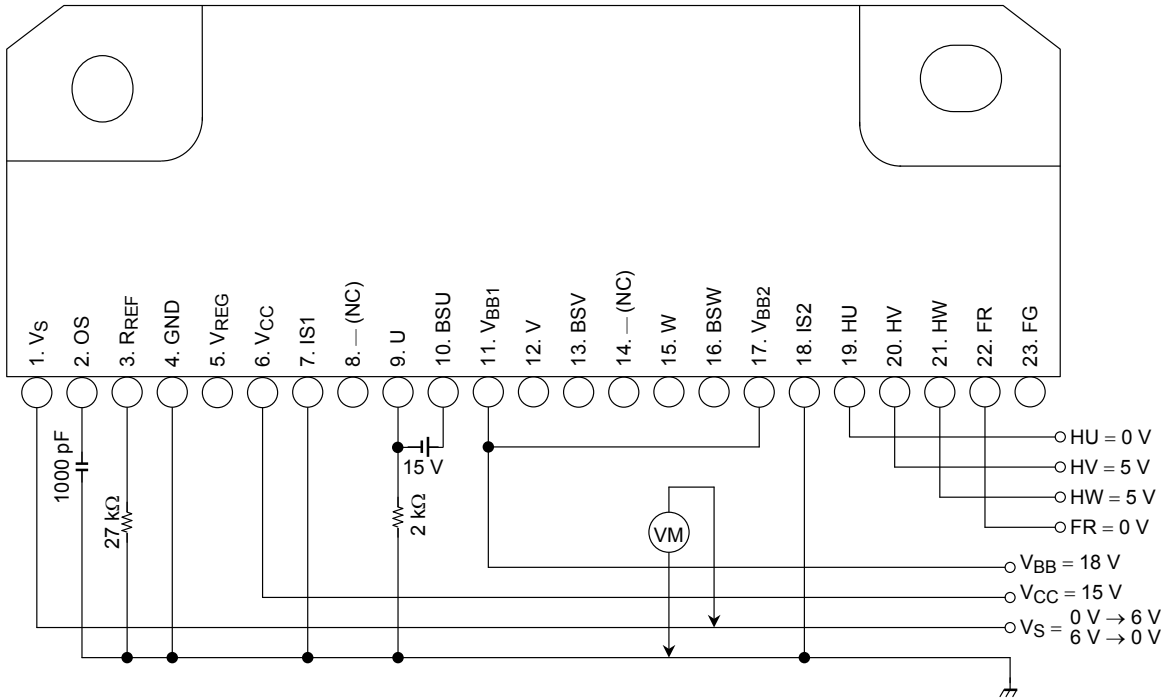 1. VS
2. OS
3. RREF
4. GND
5. VREG
6. VCC
7. IS1
8. — (NC)
9. U
10. BSU
11. VBB1
12. V
13. BSV
14. — (NC)
15. W
16. BSW
17. VBB2
18. IS2
19. HU
20. HV
21. HW
22. FR
23. FG
1000 pF
27 kΩ
15 V
2 kΩ
VM
HU = 0 V
HV = 5 V
HW = 5 V
FR = 0 V
VBB = 18 V
VCC = 15 V
VS = 0 V → 6 V
6 V → 0 V